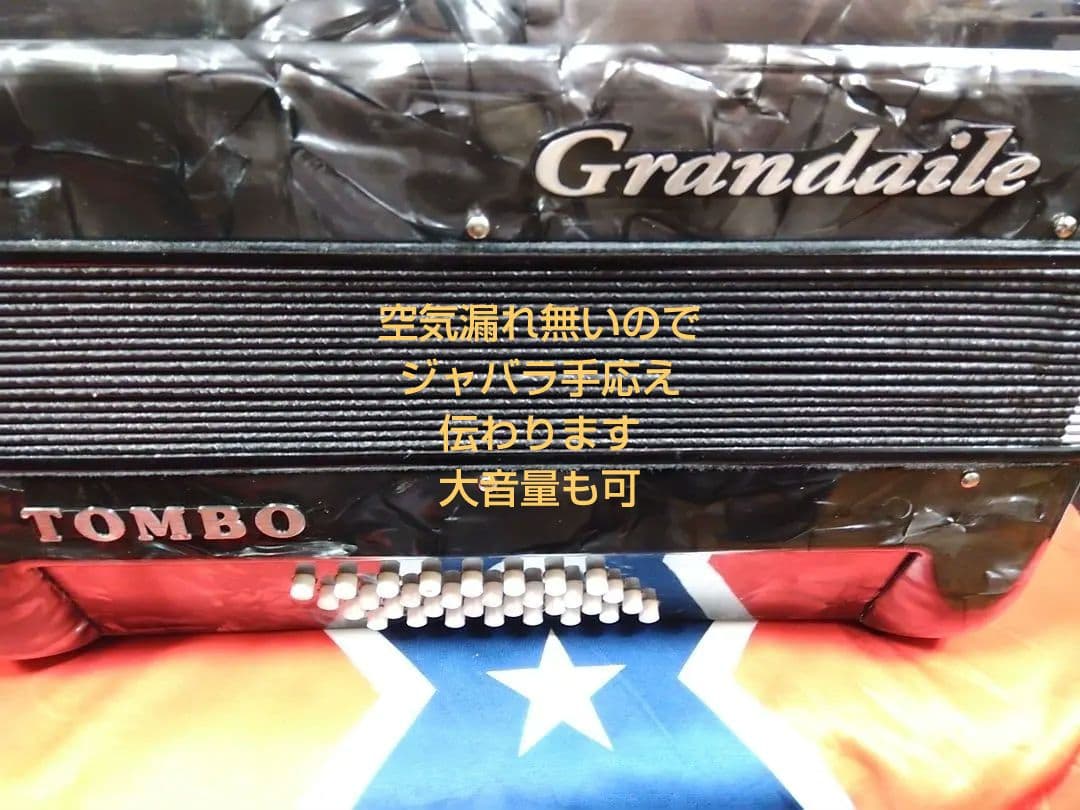 Grandaile
空気漏れ無いので
ジャバラ手応え
伝わります
大音量も可
TOMBO